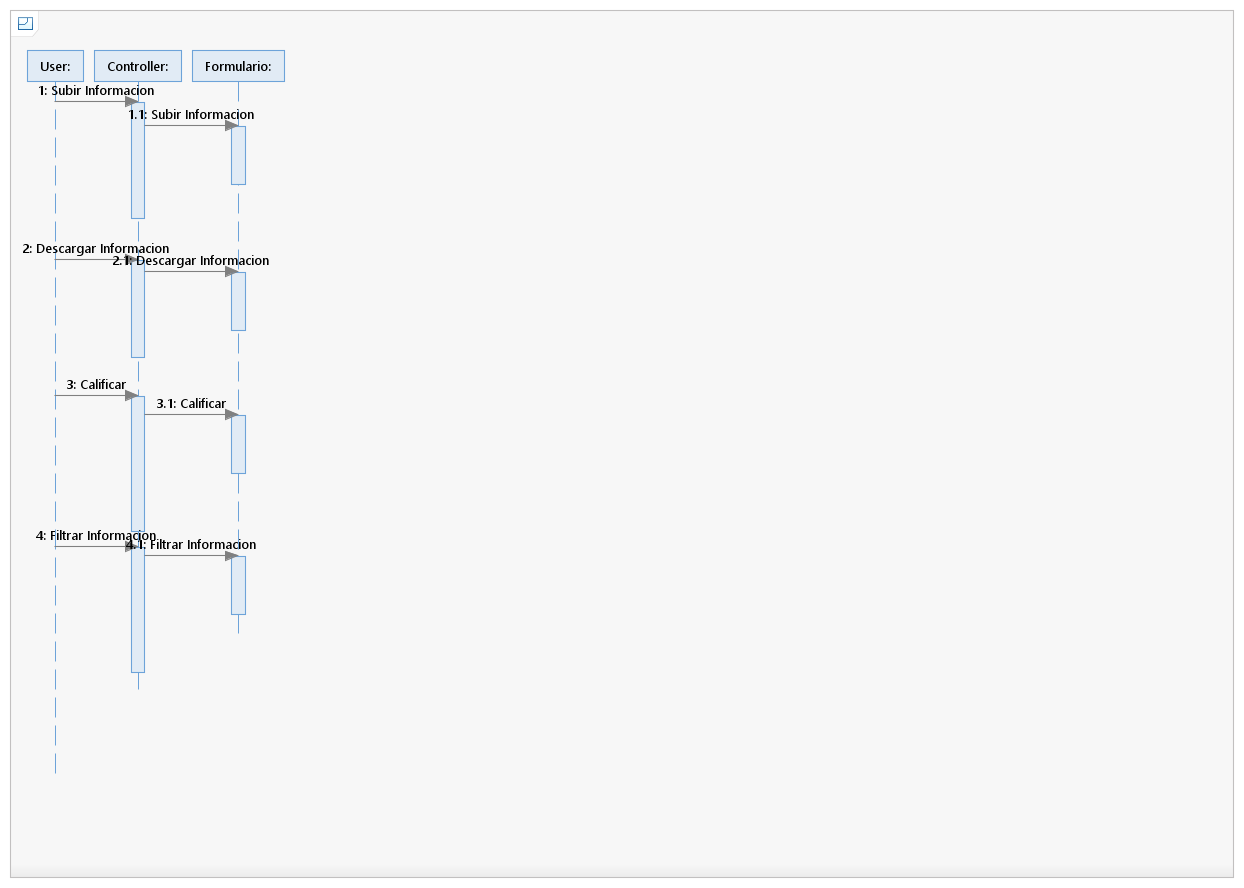 User:
Controller:
Formulario:
1: Subir Informacion
1.1: Subir Informacion
2: Descargar Informacion
2.1: Descargar Informacion
3: Calificar
3.1: Calificar
4: Filtrar Informacion
4.1: Filtrar Informacion